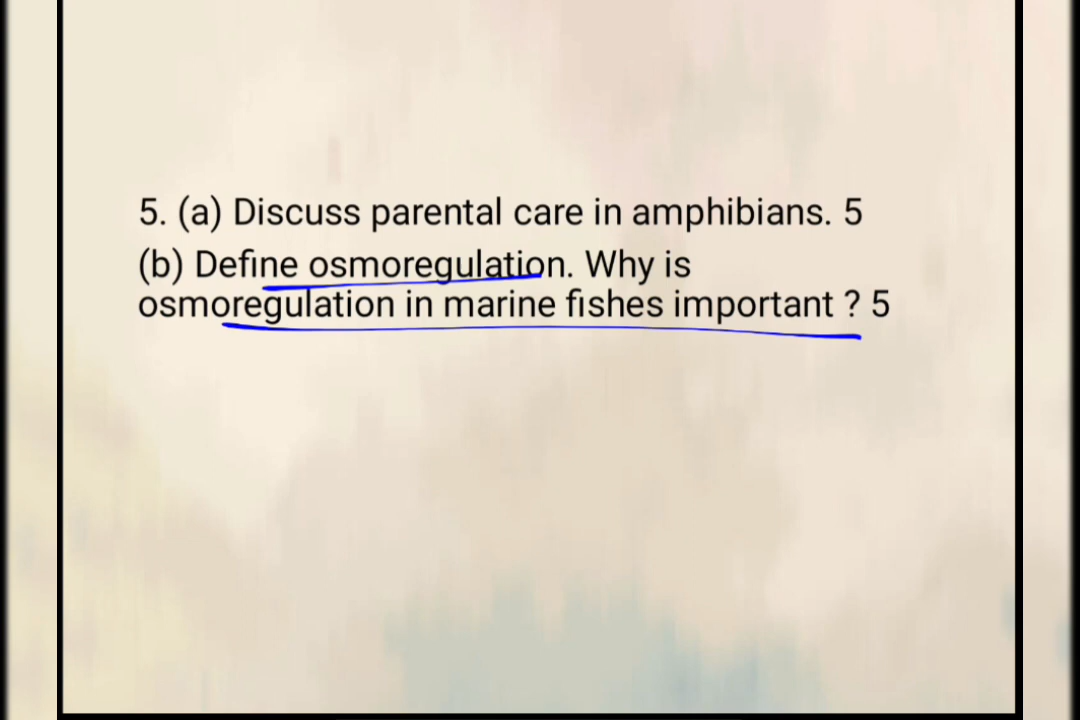 5. (a) Discuss parental care in amphibians. 5
(b) Define osmoregulation. Why is
osmoregulation in marine fishes important ? 5